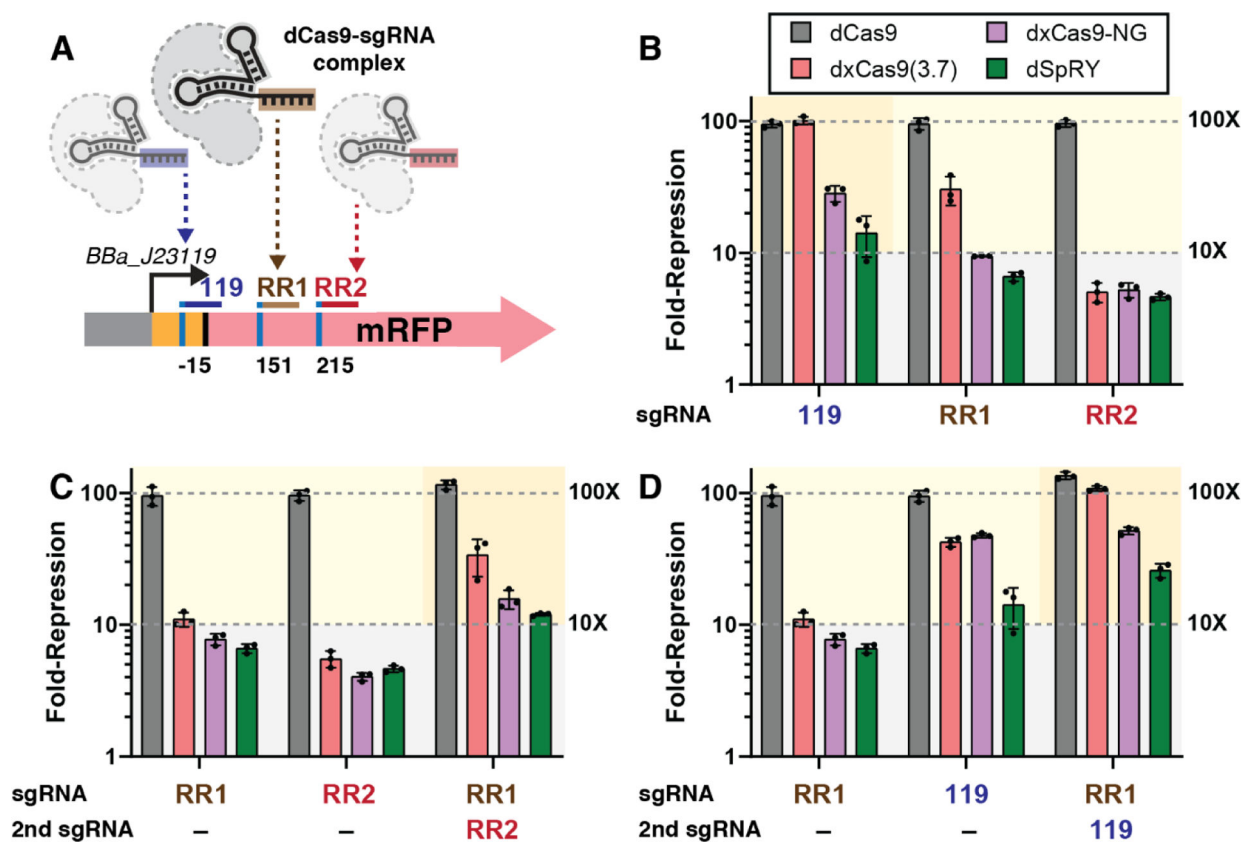 A
dCas9-sgRNA
complex
BBa_J23119
119 RR1 RR2
mRFP
-15 151 215
B
dCas9 dxCas9-NG
dxCas9(3.7) dSpRY
Fold-Repression
100 100X
10 10X
1
sgRNA 119 RR1 RR2
C
Fold-Repression
100 100X
10 10X
1
sgRNA RR1 RR2 RR1
2nd sgRNA – – RR2
D
Fold-Repression
100 100X
10 10X
1
sgRNA RR1 119 RR1
2nd sgRNA – – 119